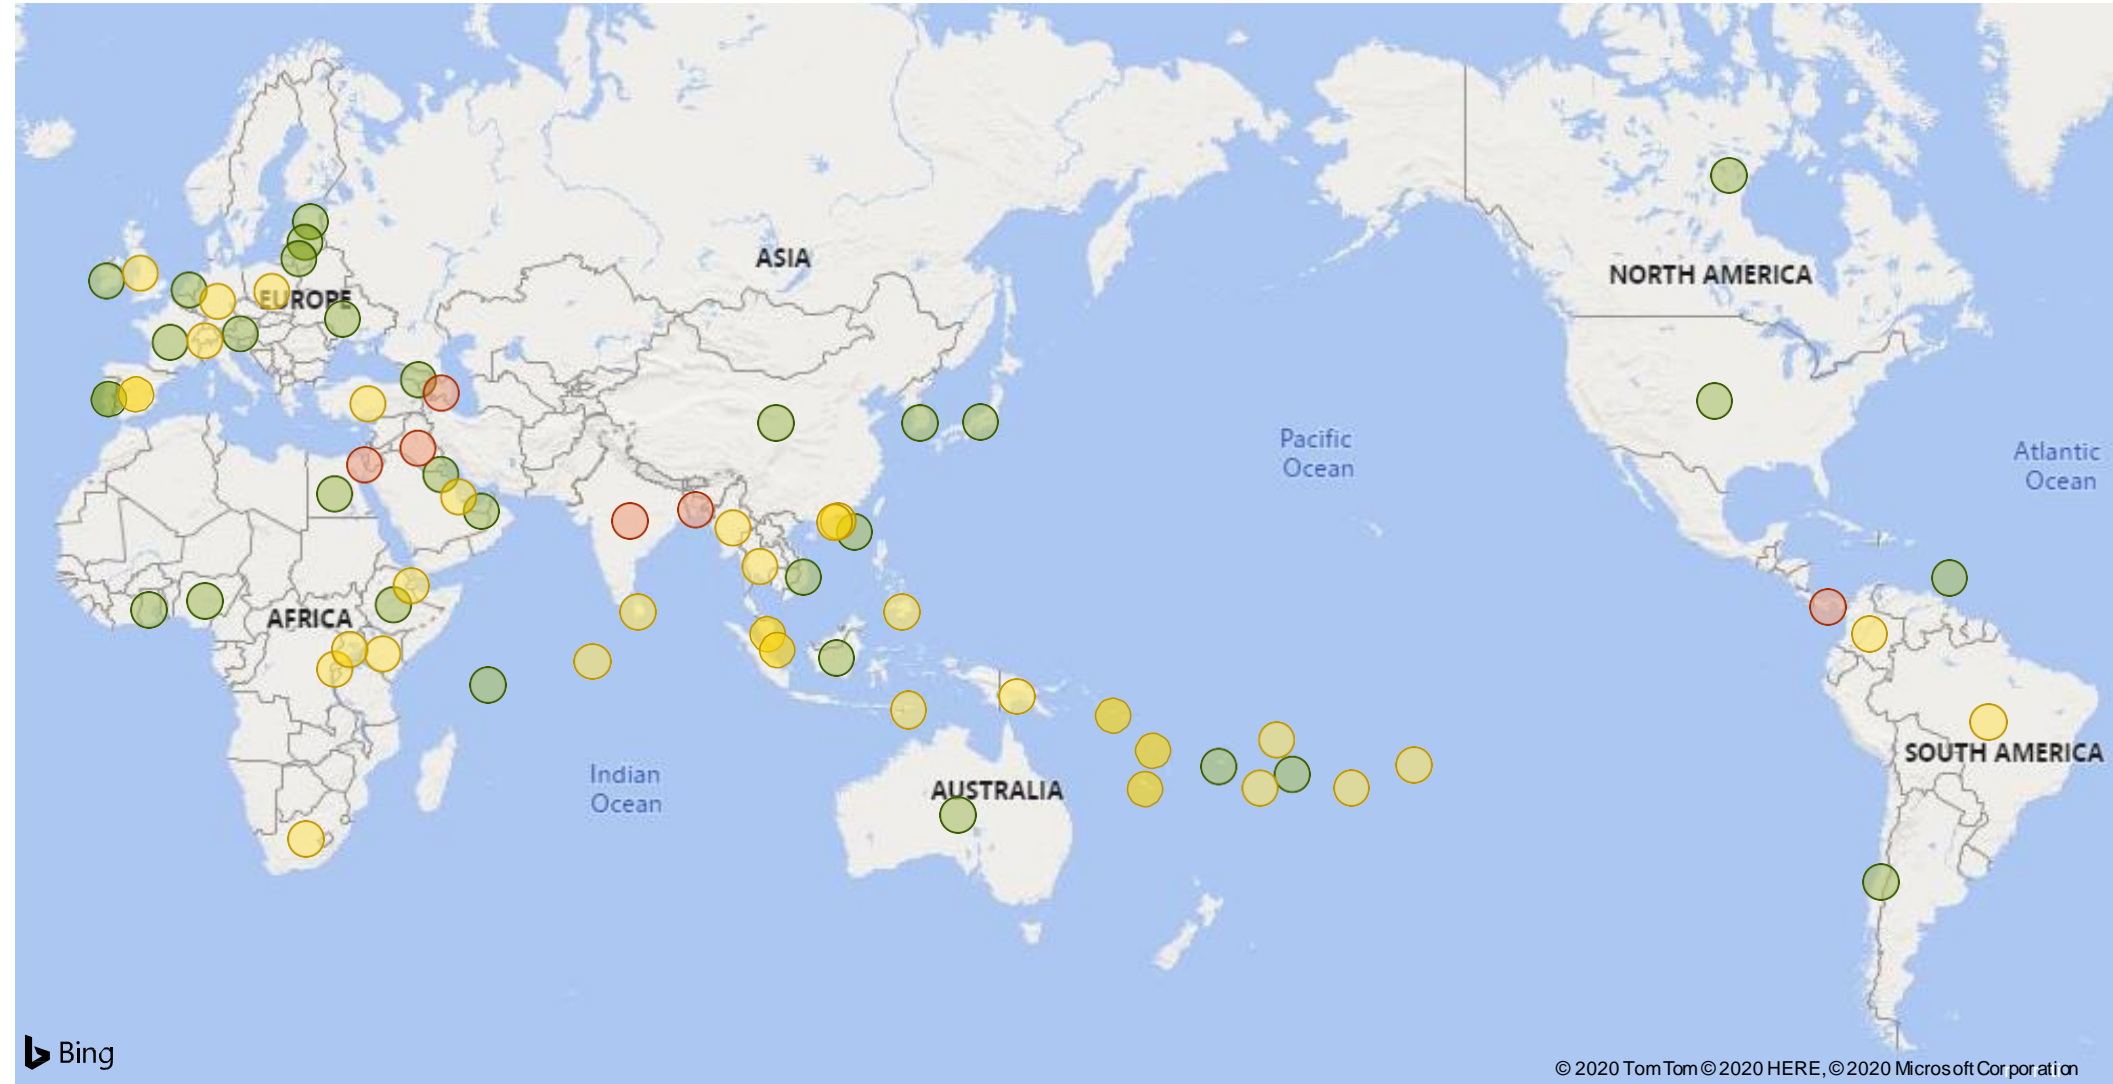 ASIA
NORTH AMERICA
EUROPE
Pacific
Ocean
Atlantic
Ocean
AFRICA
Indian
Ocean
AUSTRALIA
SOUTH AMERICA
Bing
© 2020 TomTom © 2020 HERE, © 2020 Microsoft Corporation